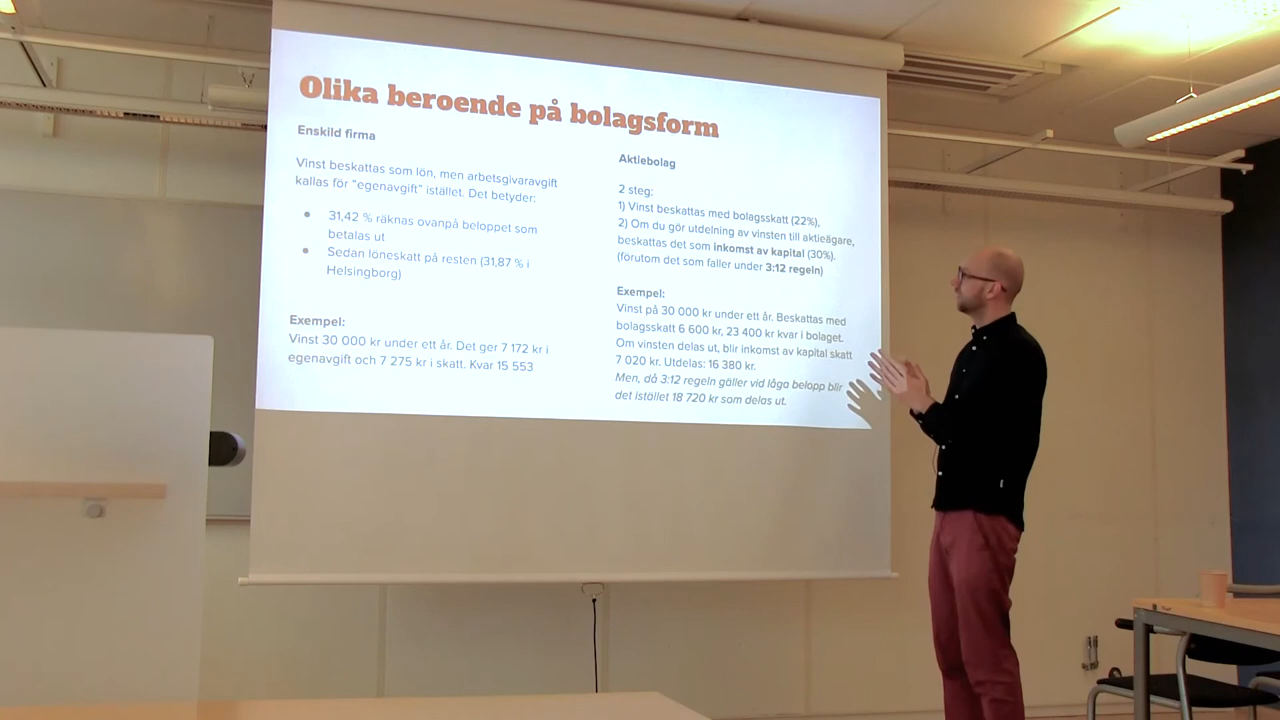 Olika beroende på bolagsform
Enskild firma
Vinst beskattas som lön, men arbetsgivaravgift
kallas för "egenavgift" istället. Det betyder:
31,42 % räknas ovanpå beloppet som
betalas ut
Sedan löneskatt på resten (31,87 % i
Helsingborg)
Exempel:
Vinst 30 000 kr under ett år. Det ger 7 172 kr i
egenavgift och 7 275 kr i skatt. Kvar 15 553
Aktiebolag
2 steg:
1) Vinst beskattas med bolagsskatt (22%),
2) Om du gör utdelning av vinsten till aktieägare,
beskattas det som inkomst av kapital (30%).
(förutom det som faller under 3:12 regeln)
Exempel:
Vinst på 30 000 kr under ett år. Beskattas med
bolagsskatt 6 600 kr, 23 400 kr kvar i bolaget.
Om vinsten delas ut, blir inkomst av kapital skatt
7 020 kr. Utdelas: 16 380 kr.
Men, då 3:12 regeln gäller vid låga belopp blir
det istället 18 720 kr som delas ut.